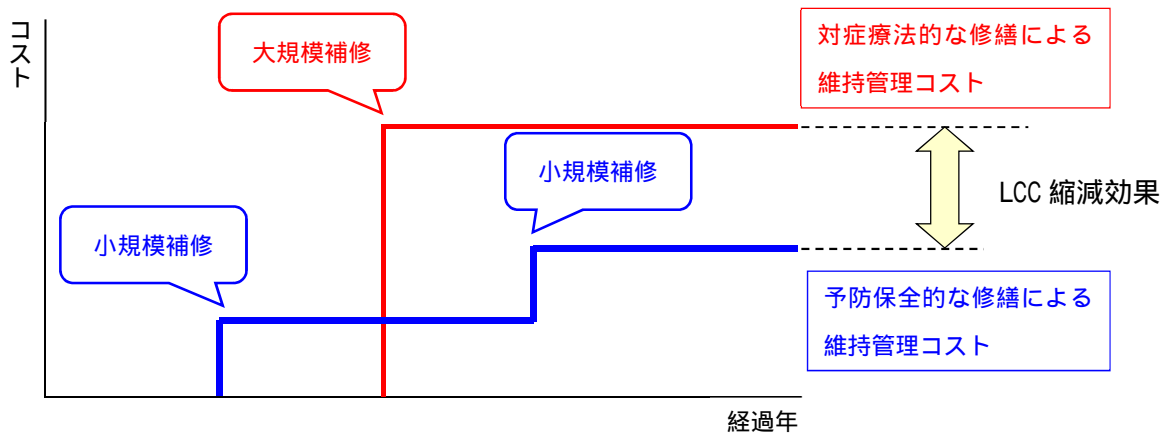 コスト
大規模補修
対症療法的な修繕による
維持管理コスト
小規模補修
LCC 縮減効果
小規模補修
予防保全的な修繕による
維持管理コスト
経過年